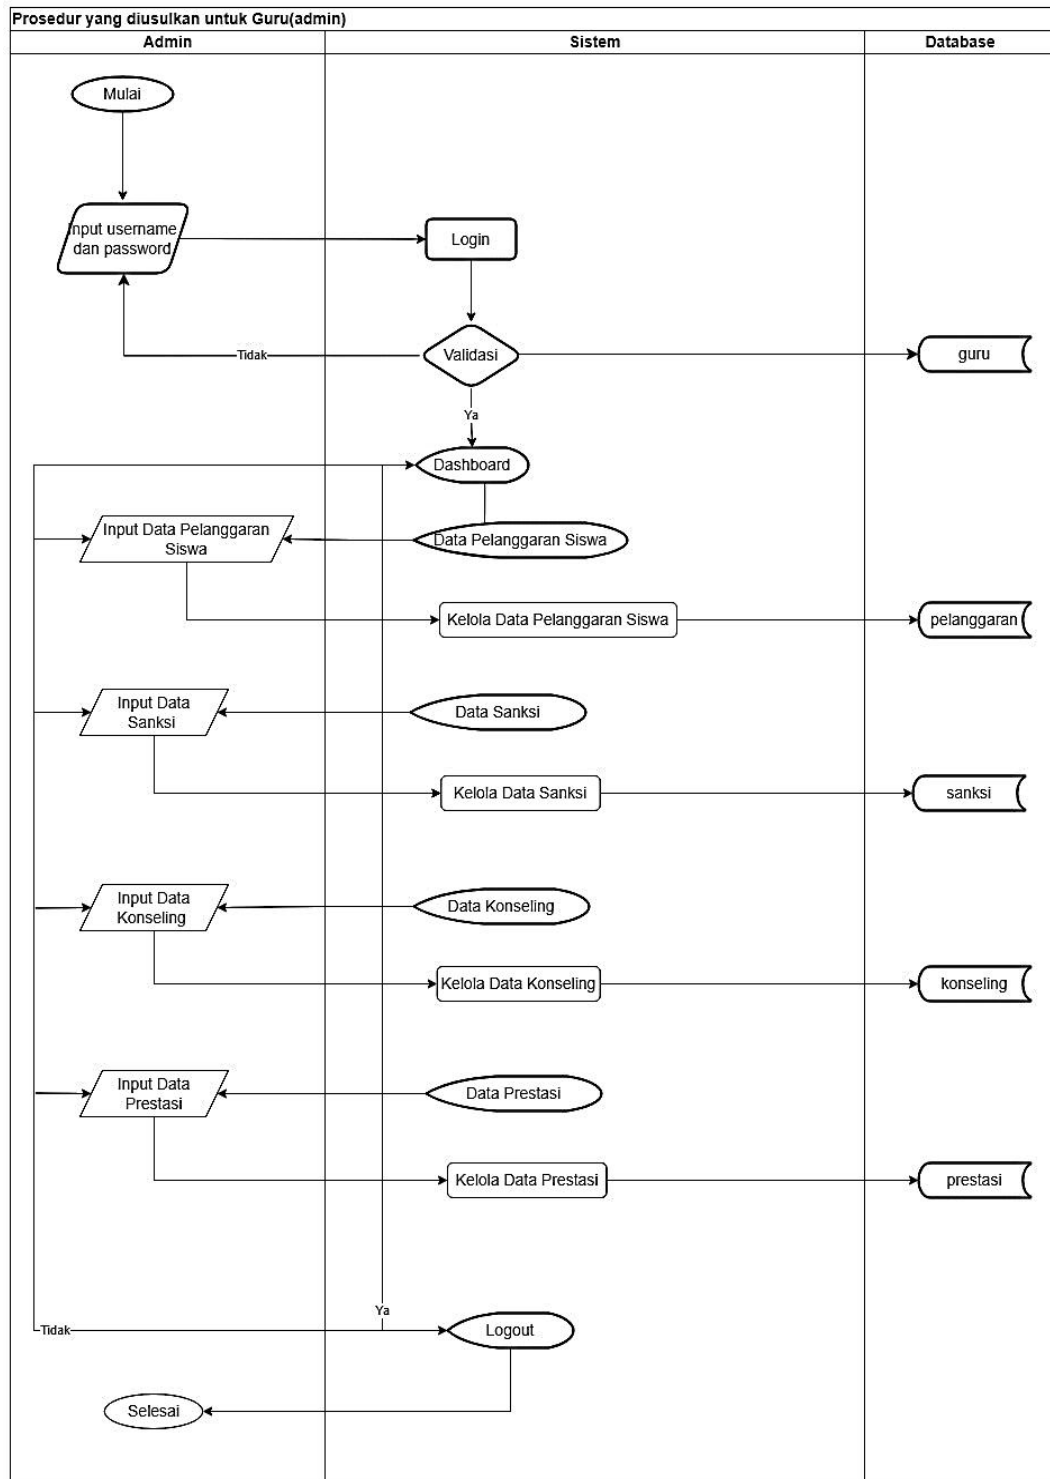 Prosedur yang diusulkan untuk Guru(admin)
Admin
Sistem
Database
Mulai
Input username
dan password
Login
Tidak
Validasi
guru
Ya
Dashboard
Input Data Pelanggaran
Siswa
Data Pelanggaran Siswa
Kelola Data Pelanggaran Siswa
pelanggaran
Input Data
Sanksi
Data Sanksi
Kelola Data Sanksi
sanksi
Input Data
Konseling
Data Konseling
Kelola Data Konseling
konseling
Input Data
Prestasi
Data Prestasi
Kelola Data Prestasi
prestasi
Ya
Tidak
Logout
Selesai